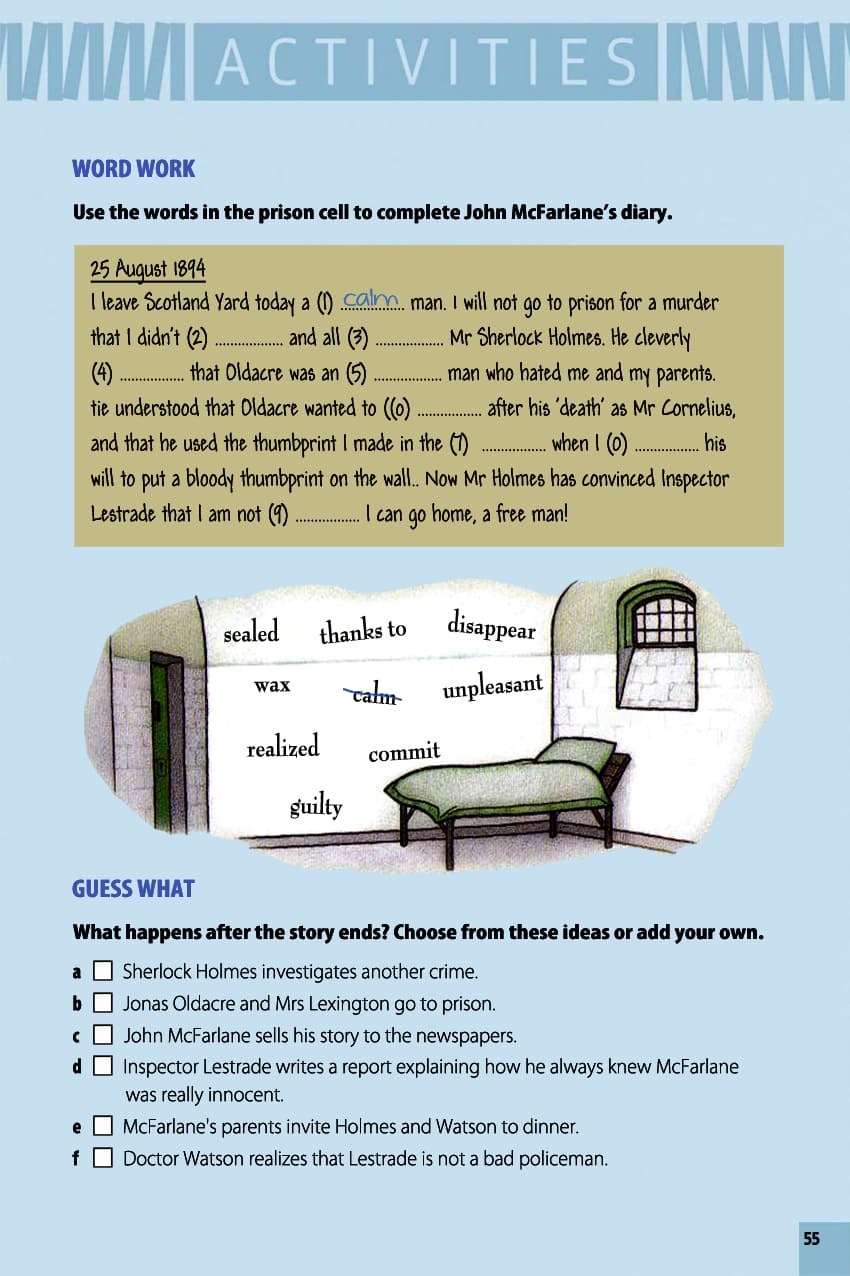 ACTIVITIES
WORD WORK
Use the words in the prison cell to complete John McFarlane's diary.
25 August 1894
I leave Scotland Yard today a (1) calm man. I will not go to prison for a murder
that I didn't (2) .................. and all (3) .................. Mr Sherlock Holmes. He cleverly
(4) ................. that Oldacre was an (5) .................. man who hated me and my parents.
tie understood that Oldacre wanted to ((o) ................. after his 'death' as Mr Cornelius,
and that he used the thumbprint I made in the (7) ................. when I (o) ................. his
will to put a bloody thumbprint on the wall.. Now Mr Holmes has convinced Inspector
Lestrade that I am not (9) ................. I can go home, a free man!
sealed thanks to disappear
wax calm unpleasant
realized commit
guilty
GUESS WHAT
What happens after the story ends? Choose from these ideas or add your own.
a Sherlock Holmes investigates another crime.
b Jonas Oldacre and Mrs Lexington go to prison.
c John McFarlane sells his story to the newspapers.
d Inspector Lestrade writes a report explaining how he always knew McFarlane
was really innocent.
e McFarlane's parents invite Holmes and Watson to dinner.
f Doctor Watson realizes that Lestrade is not a bad policeman.
55